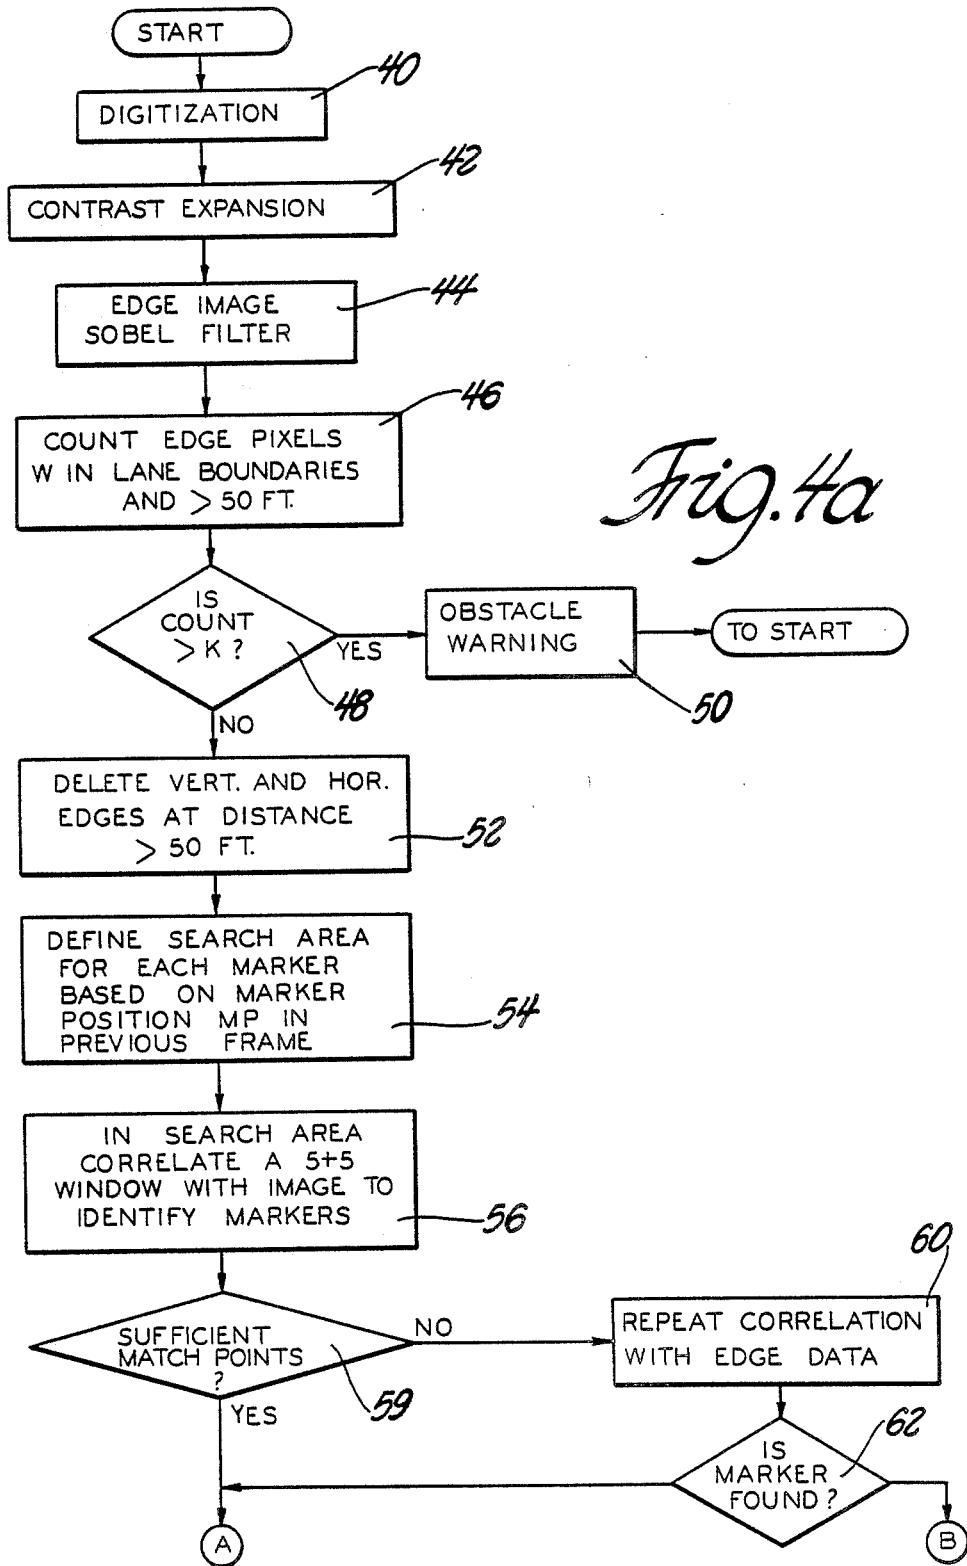 START
40
DIGITIZATION
42
CONTRAST EXPANSION
44
EDGE IMAGE
SOBEL FILTER
46
COUNT EDGE PIXELS
W IN LANE BOUNDARIES
AND > 50 FT.
Fig. 4a
IS
COUNT
> K ?
YES
48
NO
OBSTACLE
WARNING
50
TO START
DELETE VERT. AND HOR.
EDGES AT DISTANCE
> 50 FT.
52
DEFINE SEARCH AREA
FOR EACH MARKER
BASED ON MARKER
POSITION MP IN
PREVIOUS FRAME
54
IN SEARCH AREA
CORRELATE A 5+5
WINDOW WITH IMAGE TO
IDENTIFY MARKERS
56
SUFFICIENT
MATCH POINTS
?
NO
59
YES
60
REPEAT CORRELATION
WITH EDGE DATA
62
IS
MARKER
FOUND ?
A
B